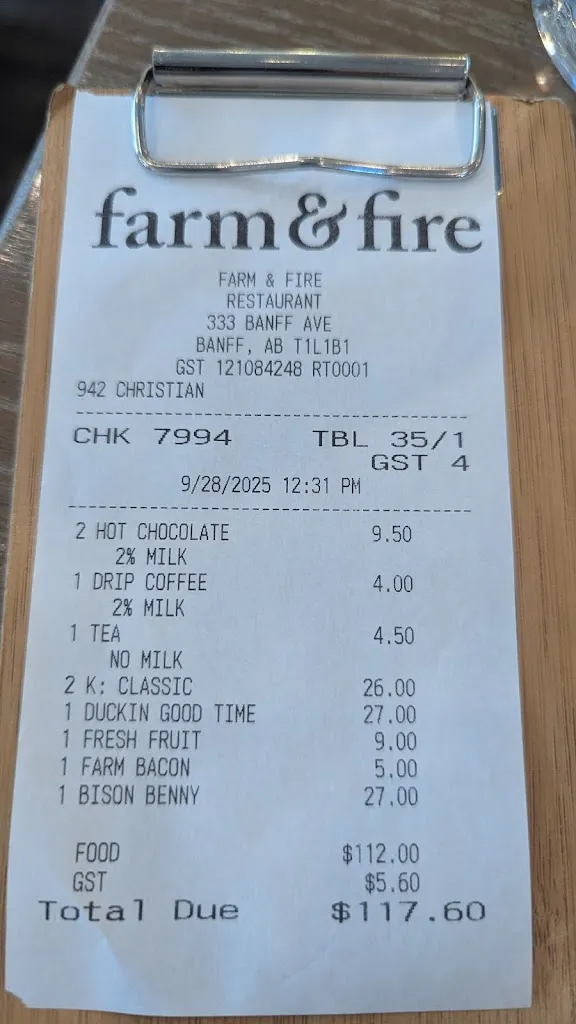 farm&fire
FARM & FIRE
RESTAURANT
333 BANFF AVE
BANFF, AB T1L1B1
GST 121084248 RT0001
942 CHRISTIAN
CHK 7994 TBL 35/1
GST 4
9/28/2025 12:31 PM
2 HOT CHOCOLATE 9.50
2% MILK
1 DRIP COFFEE 4.00
2% MILK
1 TEA 4.50
NO MILK
2 K: CLASSIC 26.00
1 DUCKIN GOOD TIME 27.00
1 FRESH FRUIT 9.00
1 FARM BACON 5.00
1 BISON BENNY 27.00
FOOD $112.00
GST $5.60
Total Due $117.60